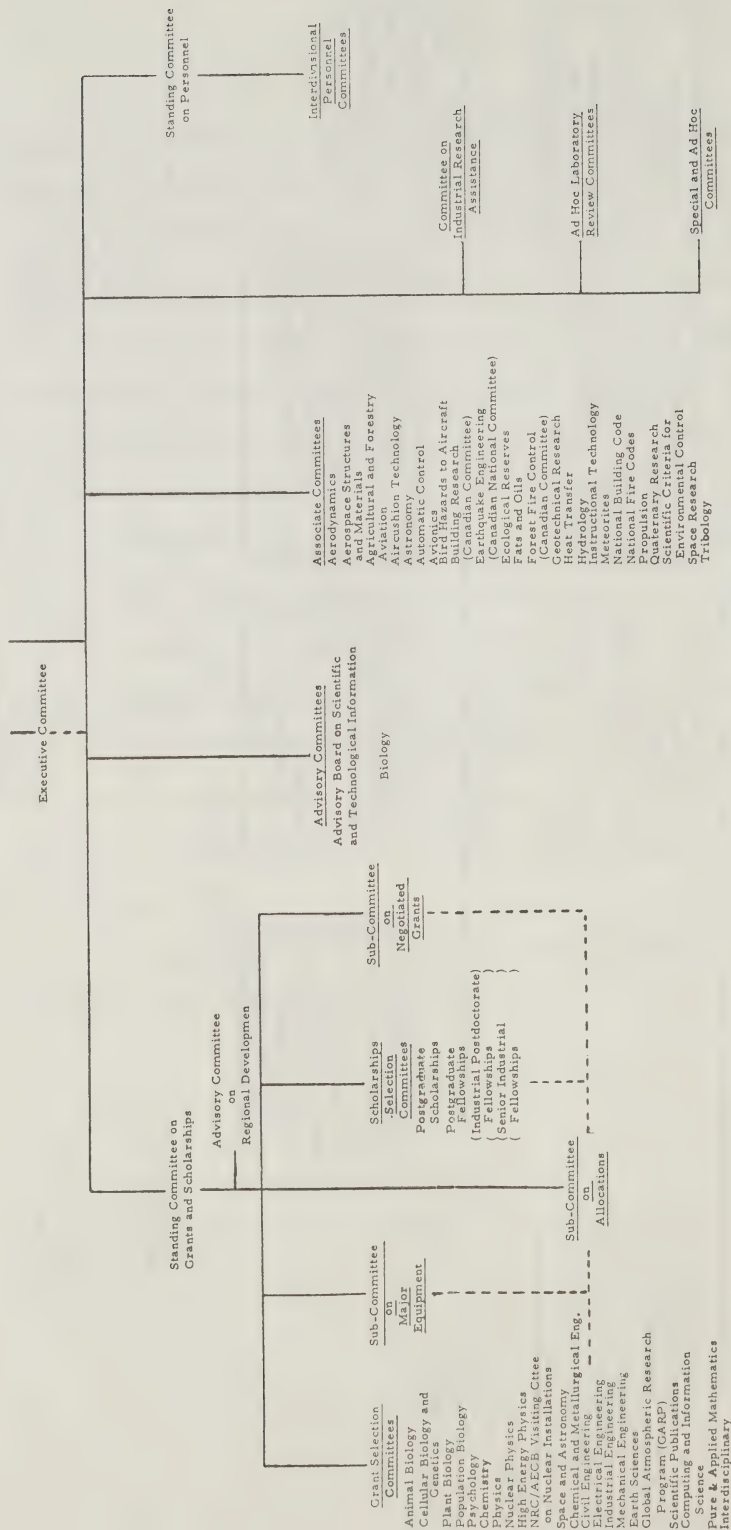 Executive Committee
Standing Committee on
Grants and Scholarships
Advisory Committee
on
Regional Developmen
Grant Selection
Committees
Animal Biology
Cellular Biology and
Genetics
Plant Biology
Population Biology
Psychology
Chemistry
Physics
Nuclear Physics
High Energy Physics
NRC/AECB Visiting Cttee
on Nuclear Installations
Space and Astronomy
Chemical and Metallurgical Eng.
Civil Engineering
Electrical Engineering
Industrial Engineering
Mechanical Engineering
Earth Sciences
Global Atmospheric Research
Program (GARP)
Scientific Publications
Computing and Information
Science
Pure & Applied Mathematics
Interdisciplinary
Sub-Committee
on
Major
Equipment
Sub-Committee
on
Allocations
Scholarships
.Selection
Committees
Postgraduate
Scholarships
Postgraduate
Fellowships
(Industrial Postdoctorate)
( Fellowships )
(Senior Industrial )
( Fellowships )
Sub-Committee
on
Negotiated
Grants
Advisory Committees
Advisory Board on Scientific
and Technological Information
Biology
Associate Committees
Aerodynamics
Aerospace Structures
and Materials
Agricultural and Forestry
Aviation
Aircushion Technology
Astronomy
Automatic Control
Avionics
Bird Hazards to Aircraft
Building Research
(Canadian Committee)
Earthquake Engineering
(Canadian National Committee)
Ecological Reserves
Fats and Oils
Forest Fire Control
(Canadian Committee)
Geotechnical Research
Heat Transfer
Hydrology
Instructional Technology
Meteorites
National Building Code
National Fire Codes
Propulsion
Quaternary Research
Scientific Criteria for
Environmental Control
Space Research
Tribology
Committee on
Industrial Research
Assistance
Ad Hoc Laboratory
Review Committees
Special and Ad Hoc
Committees
Standing Committee
on Personnel
Interdivisional
Personnel
Committees